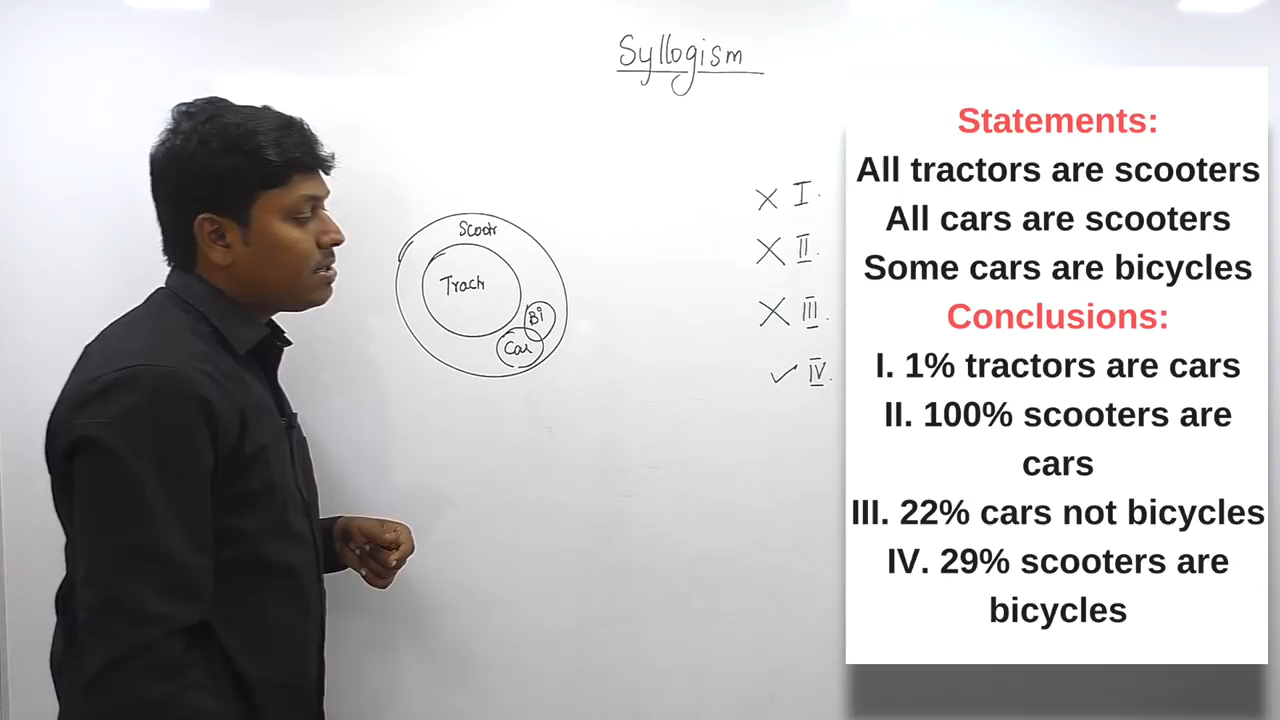 Syllogism
Scootr
Trach
Bi
Car
X I.
X II.
X III.
✓ IV.
Statements:
All tractors are scooters
All cars are scooters
Some cars are bicycles
Conclusions:
I. 1% tractors are cars
II. 100% scooters are
cars
III. 22% cars not bicycles
IV. 29% scooters are
bicycles